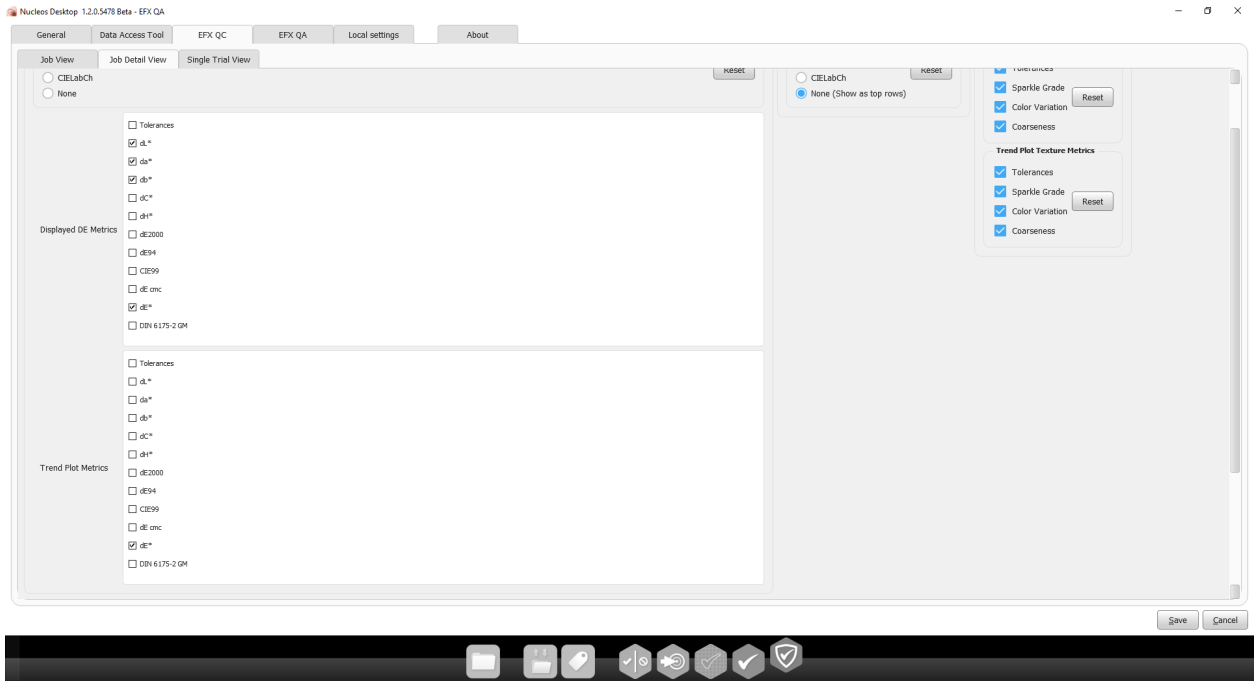 Nucleos Desktop 1.2.0.5478 Beta - EFX QA
General Data Access Tool EFX QC EFX QA Local settings About
Job View Job Detail View Single Trial View
CIELabCh
None
Reset
Displayed DE Metrics
Tolerances
dL*
da*
db*
dC*
dH*
dE2000
dE94
CIE99
dE cmc
dE*
DIN 6175-2 GM
Trend Plot Metrics
Tolerances
dL*
da*
db*
dC*
dH*
dE2000
dE94
CIE99
dE cmc
dE*
DIN 6175-2 GM
CIELabCh
None (Show as top rows)
Reset
Tolerances
Sparkle Grade
Color Variation
Coarseness
Reset
Trend Plot Texture Metrics
Tolerances
Sparkle Grade
Color Variation
Coarseness
Reset
Save Cancel